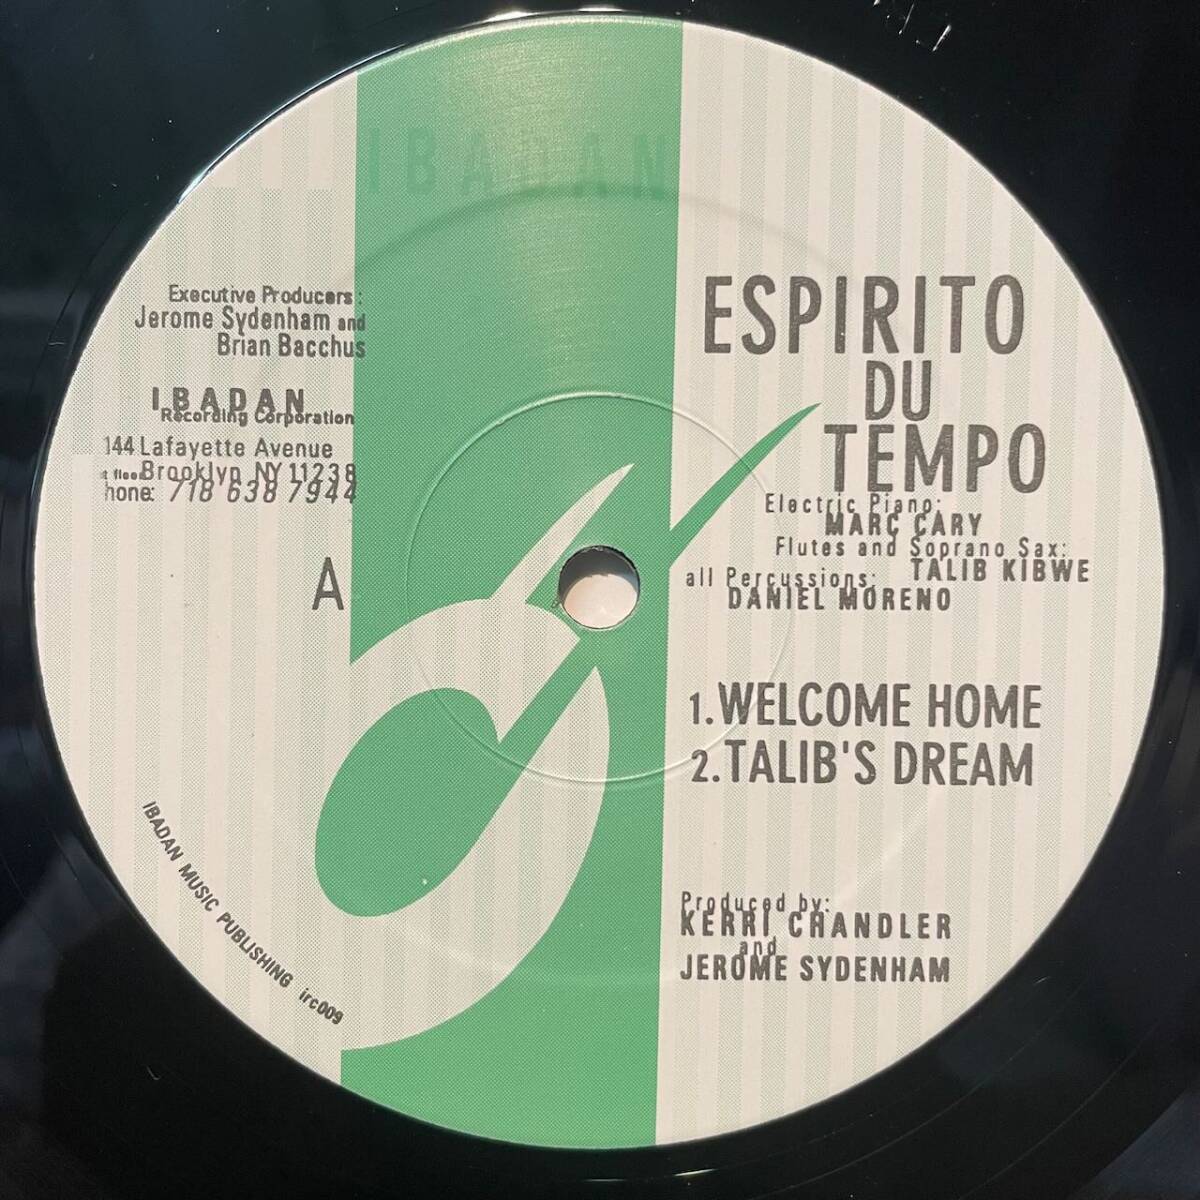 IBADAN
Executive Producers:
Jerome Sydenham and
Brian Bacchus
IBADAN
Recording Corporation
144 Lafayette Avenue
floor Brooklyn NY 11238
hone: 718 638 7944
A
ESPIRITO
DU
TEMPO
Electric Piano:
MARC CARY
Flutes and Soprano Sax:
TALIB KIBWE
all Percussions:
DANIEL MORENO
1.WELCOME HOME
2.TALIB'S DREAM
Produced by:
KERRI CHANDLER
and
JEROME SYDENHAM
IBADAN MUSIC PUBLISHING irc009